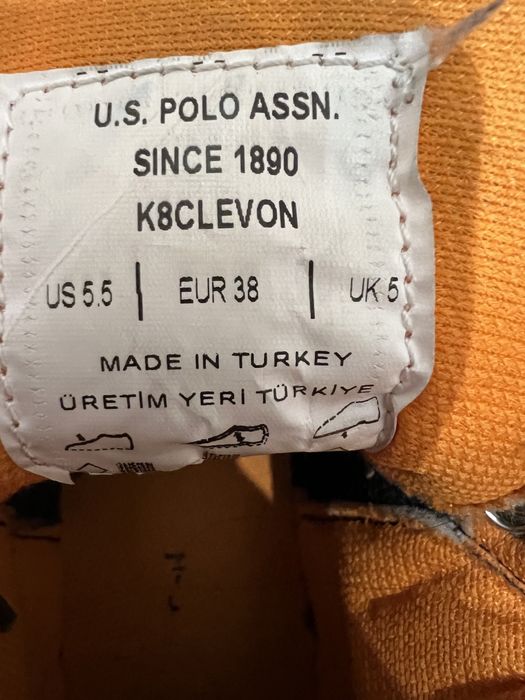 U.S. POLO ASSN.
SINCE 1890
K8CLEVON
US 5.5 | EUR 38 | UK 5
MADE IN TURKEY
ÜRETİM YERİ TÜRKİYE